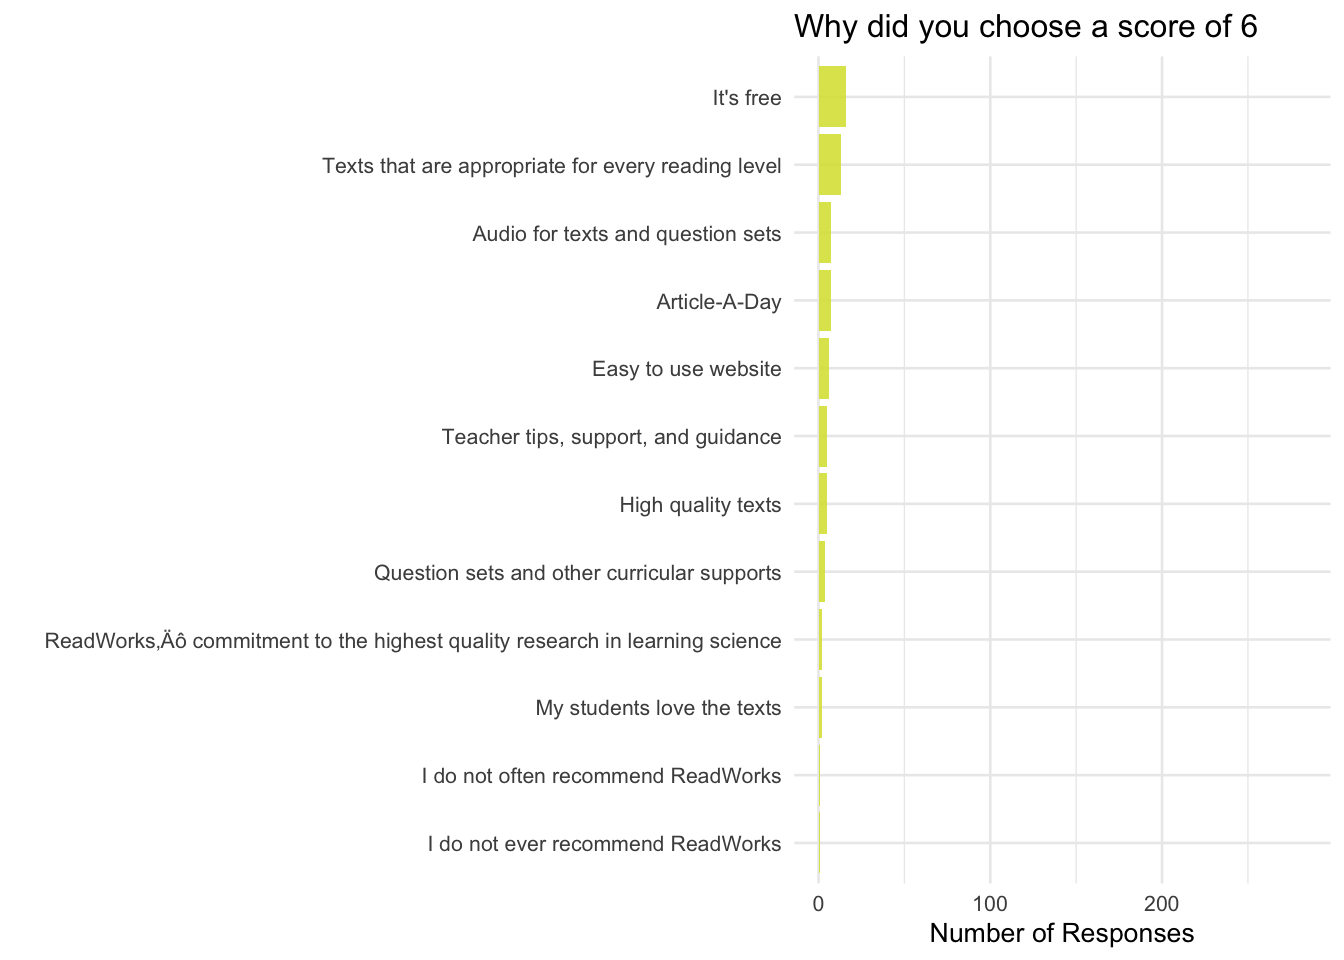 Why did you choose a score of 6
It's free
Texts that are appropriate for every reading level
Audio for texts and question sets
Article-A-Day
Easy to use website
Teacher tips, support, and guidance
High quality texts
Question sets and other curricular supports
ReadWorks‚Äô commitment to the highest quality research in learning science
My students love the texts
I do not often recommend ReadWorks
I do not ever recommend ReadWorks
0 100 200
Number of Responses